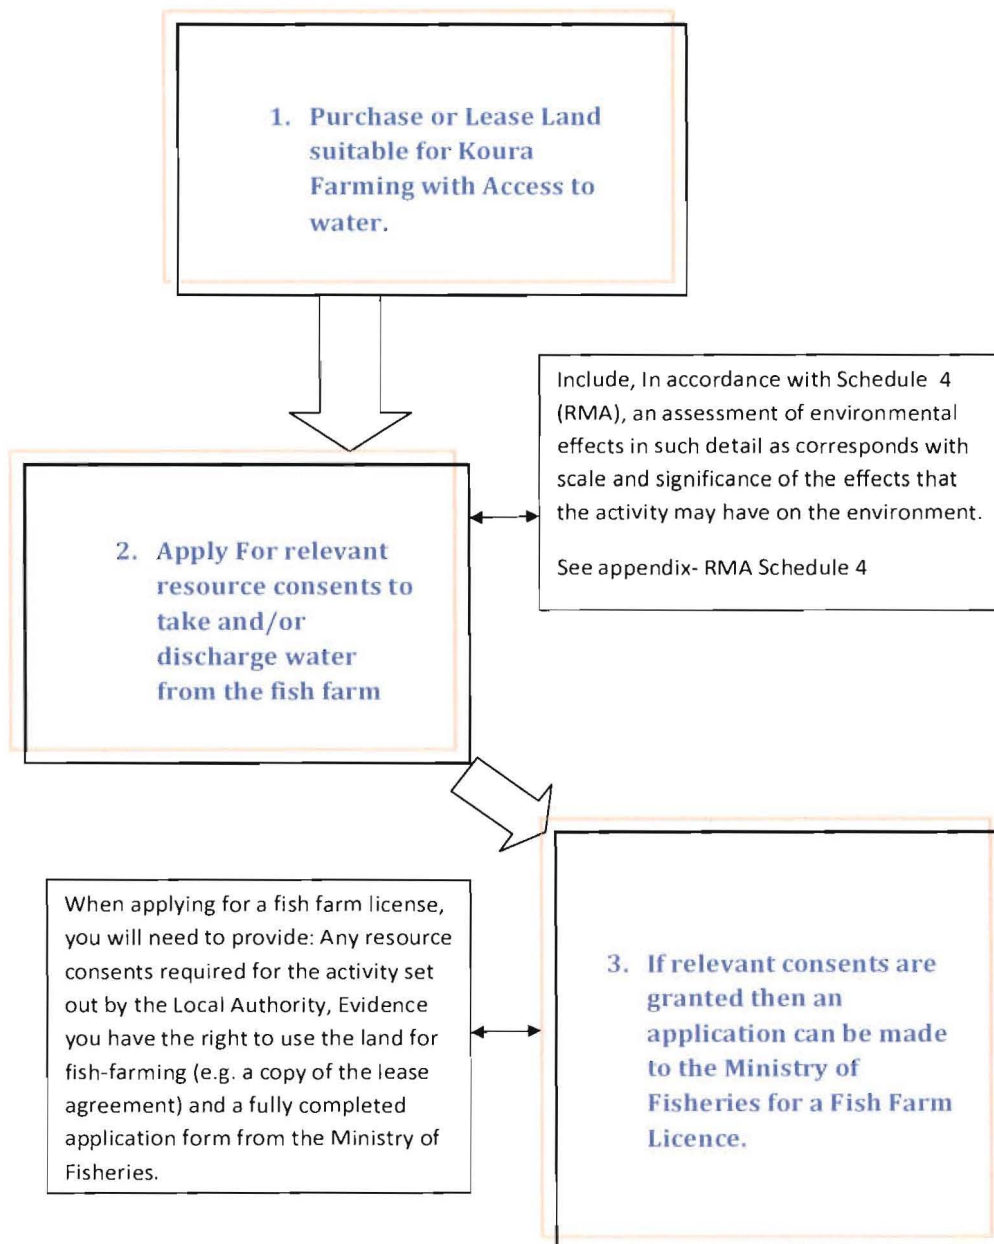 1. Purchase or Lease Land
suitable for Koura
Farming with Access to
water.
Include, In accordance with Schedule 4
(RMA), an assessment of environmental
effects in such detail as corresponds with
scale and significance of the effects that
the activity may have on the environment.
See appendix- RMA Schedule 4
2. Apply For relevant
resource consents to
take and/or
discharge water
from the fish farm
When applying for a fish farm license,
you will need to provide: Any resource
consents required for the activity set
out by the Local Authority, Evidence
you have the right to use the land for
fish-farming (e.g. a copy of the lease
agreement) and a fully completed
application form from the Ministry of
Fisheries.
3. If relevant consents are
granted then an
application can be made
to the Ministry of
Fisheries for a Fish Farm
Licence.